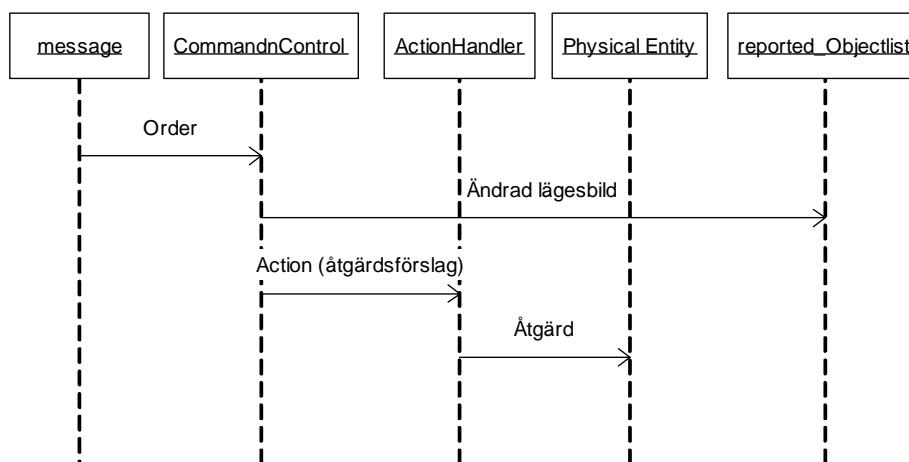 message
CommandnControl
ActionHandler
Physical Entity
reported_Objectlist
Order
Ändrad lägesbild
Action (åtgärdsförslag)
Åtgärd